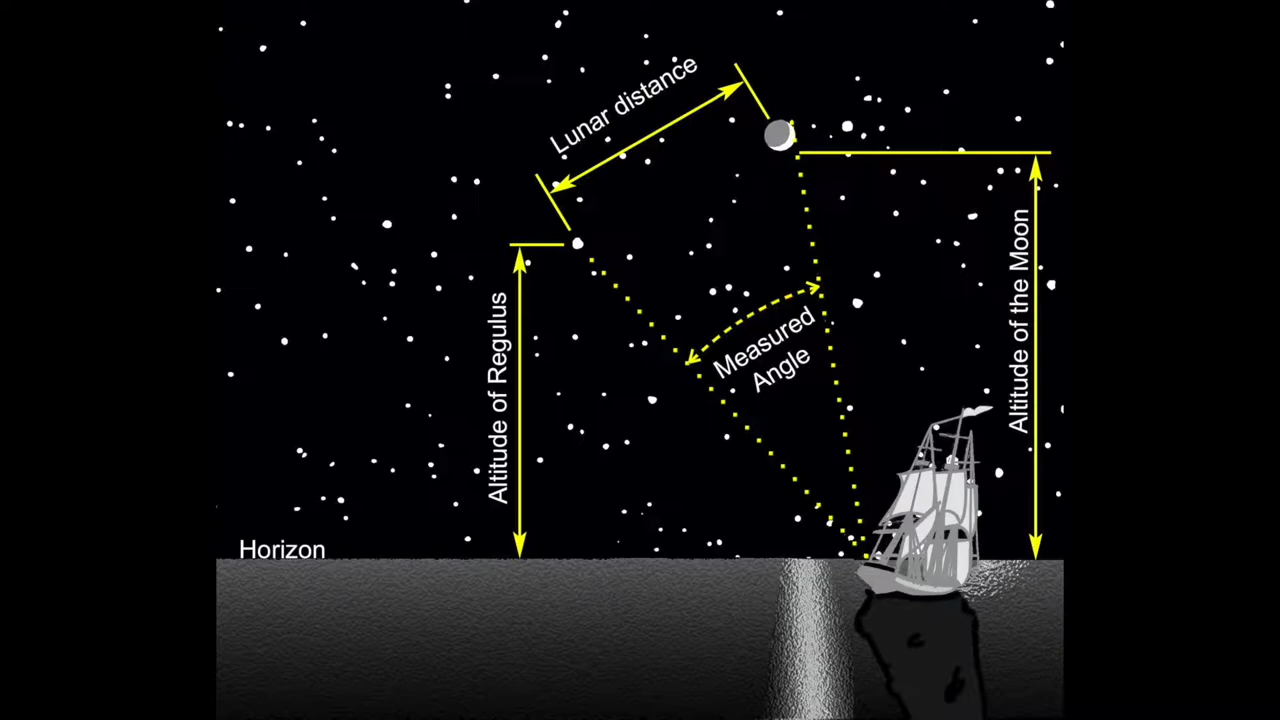 Lunar distance
Measured
Angle
Altitude of Regulus
Altitude of the Moon
Horizon